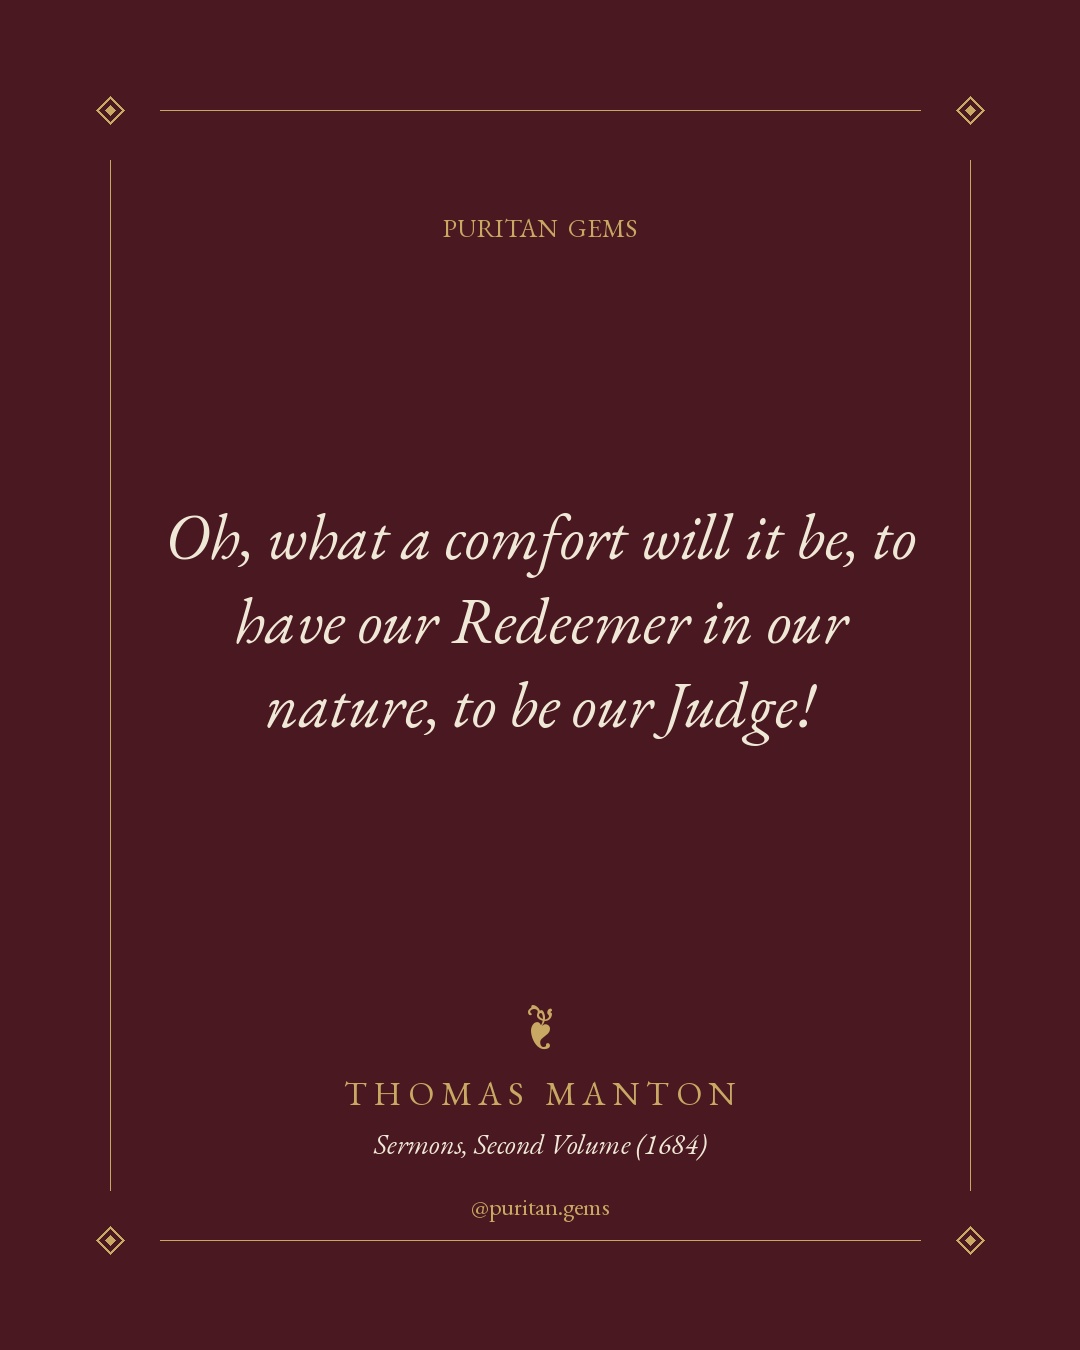 PURITAN GEMS
Oh, what a comfort will it be, to
have our Redeemer in our
nature, to be our Judge!
THOMAS MANTON
Sermons, Second Volume (1684)
@puritan.gems